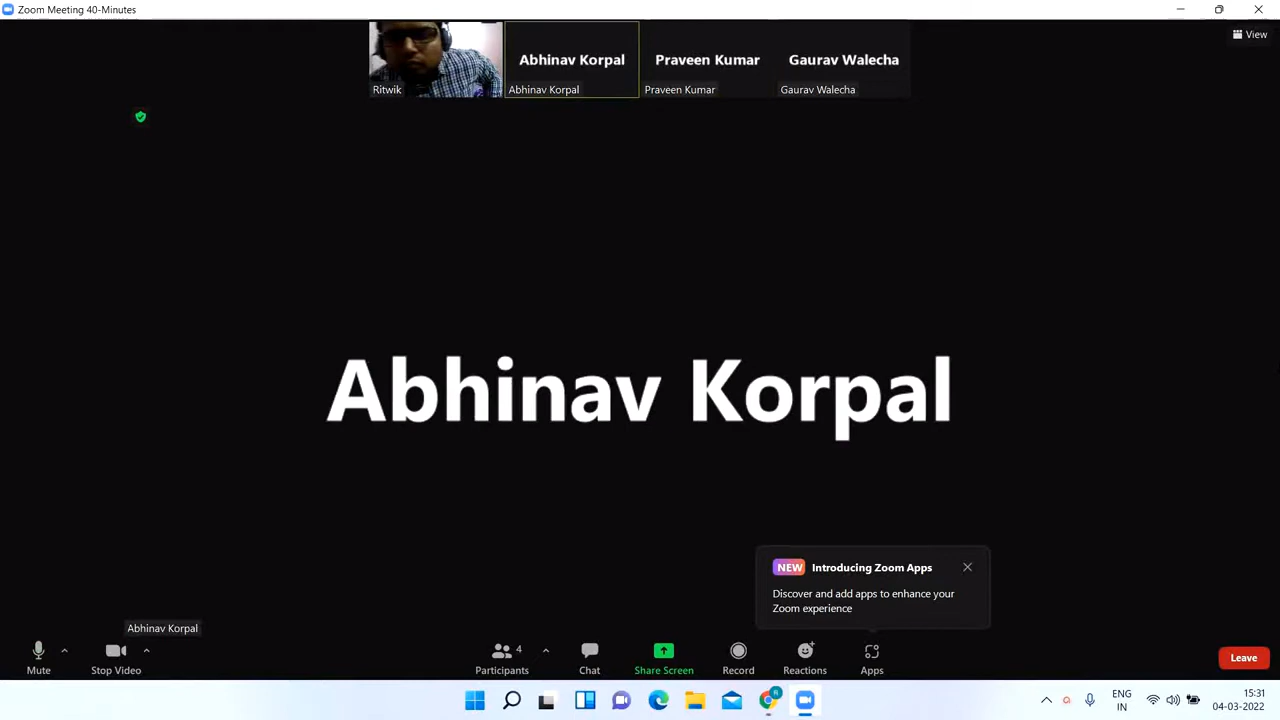 Zoom Meeting 40-Minutes
View
Abhinav Korpal
Praveen Kumar
Gaurav Walecha
Ritwik
Abhinav Korpal
Praveen Kumar
Gaurav Walecha
Abhinav Korpal
NEW Introducing Zoom Apps
Discover and add apps to enhance your
Zoom experience
Abhinav Korpal
4
Mute
Stop Video
Participants
Chat
Share Screen
Record
Reactions
Apps
Leave
ENG
IN
15:31
04-03-2022